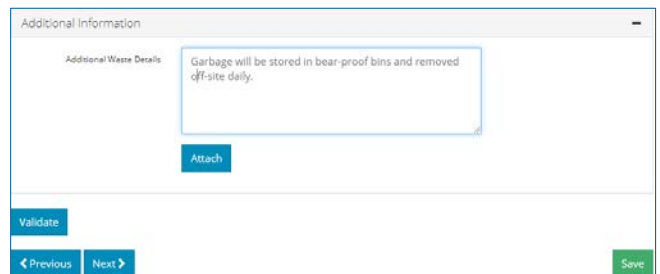 Additional Information
Additional Waste Details
Garbage will be stored in bear-proof bins and removed
off-site daily.
Attach
Validate
Previous
Next
Save